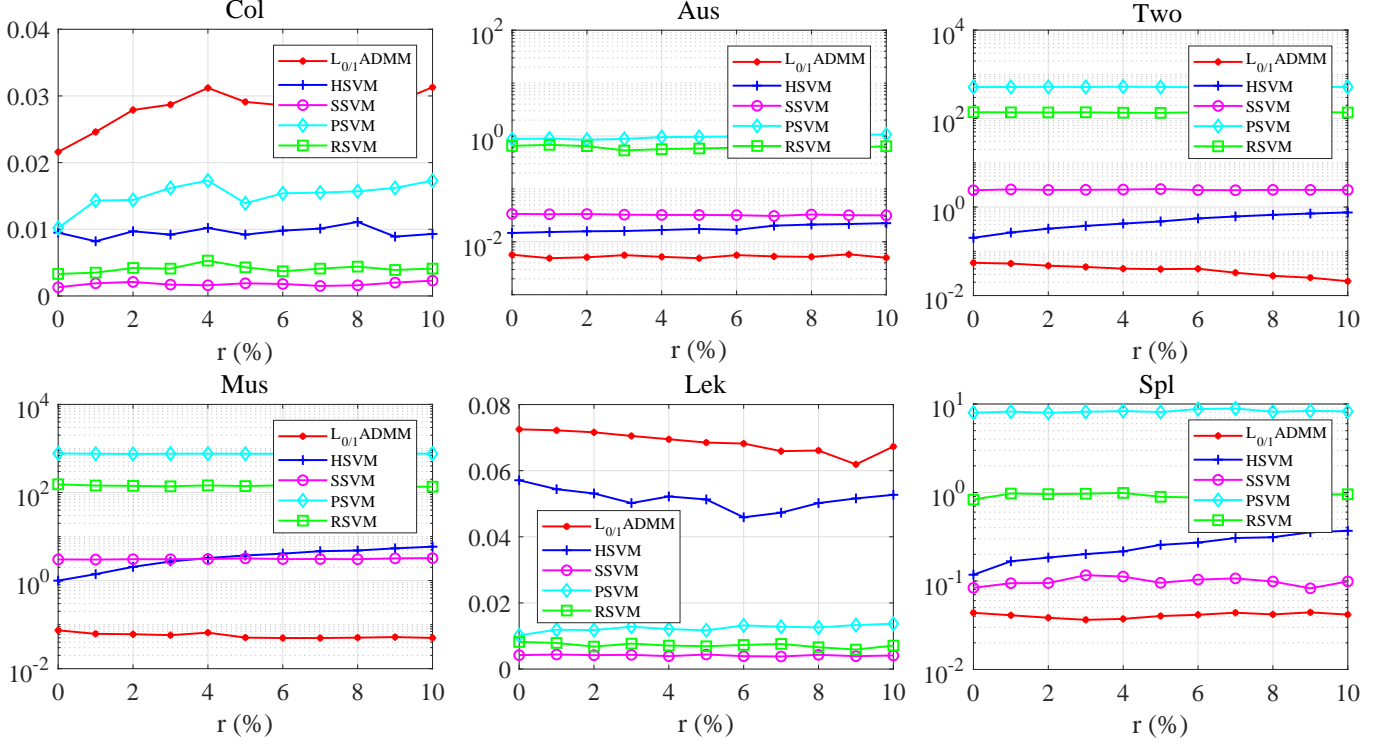 Col
0.04
0.03
0.02
0.01
0
0 2 4 6 8 10
r (%)
L0/1ADMM
HSVM
SSVM
PSVM
RSVM
Aus
10^2
10^0
10^-2
0 2 4 6 8 10
r (%)
L0/1ADMM
HSVM
SSVM
PSVM
RSVM
Two
10^4
10^2
10^0
10^-2
0 2 4 6 8 10
r (%)
L0/1ADMM
HSVM
SSVM
PSVM
RSVM
Mus
10^4
10^2
10^0
10^-2
0 2 4 6 8 10
r (%)
L0/1ADMM
HSVM
SSVM
PSVM
RSVM
Lek
0.08
0.06
0.04
0.02
0
0 2 4 6 8 10
r (%)
L0/1ADMM
HSVM
SSVM
PSVM
RSVM
Spl
10^1
10^0
10^-1
10^-2
0 2 4 6 8 10
r (%)
L0/1ADMM
HSVM
SSVM
PSVM
RSVM